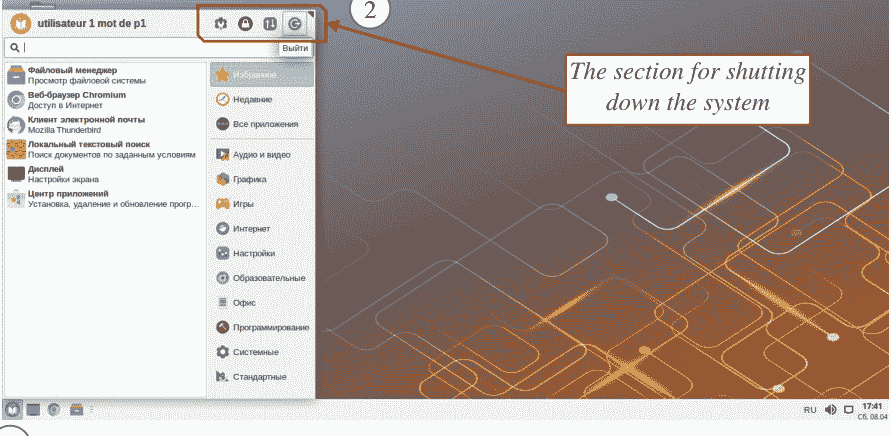 2
utilisateur 1 mot de p1
Выйти
The section for shutting
down the system
Файловый менеджер
Просмотр файловой системы
Веб-браузер Chromium
Доступ в Интернет
Клиент электронной почты
Mozilla Thunderbird
Локальный текстовый поиск
Поиск документов по заданным условиям
Дисплей
Настройки экрана
Центр приложений
Установка, удаление и обновление прогр...
Избранное
Недавние
Все приложения
Аудио и видео
Графика
Игры
Интернет
Настройки
Образовательные
Офис
Программирование
Системные
Стандартные
RU
17:41
Сб, 08.04